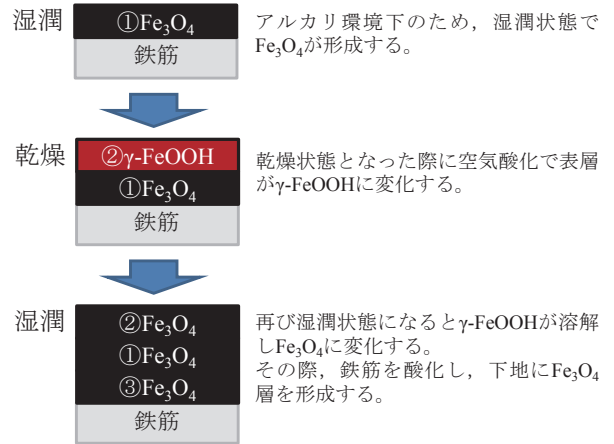 湿潤
①Fe₃O₄
鉄筋
アルカリ環境下のため，湿潤状態で
Fe₃O₄が形成する。
乾燥
②γ-FeOOH
①Fe₃O₄
鉄筋
乾燥状態となった際に空気酸化で表層
がγ-FeOOHに変化する。
湿潤
②Fe₃O₄
①Fe₃O₄
③Fe₃O₄
鉄筋
再び湿潤状態になるとγ-FeOOHが溶解
しFe₃O₄に変化する。
その際，鉄筋を酸化し，下地にFe₃O₄
層を形成する。